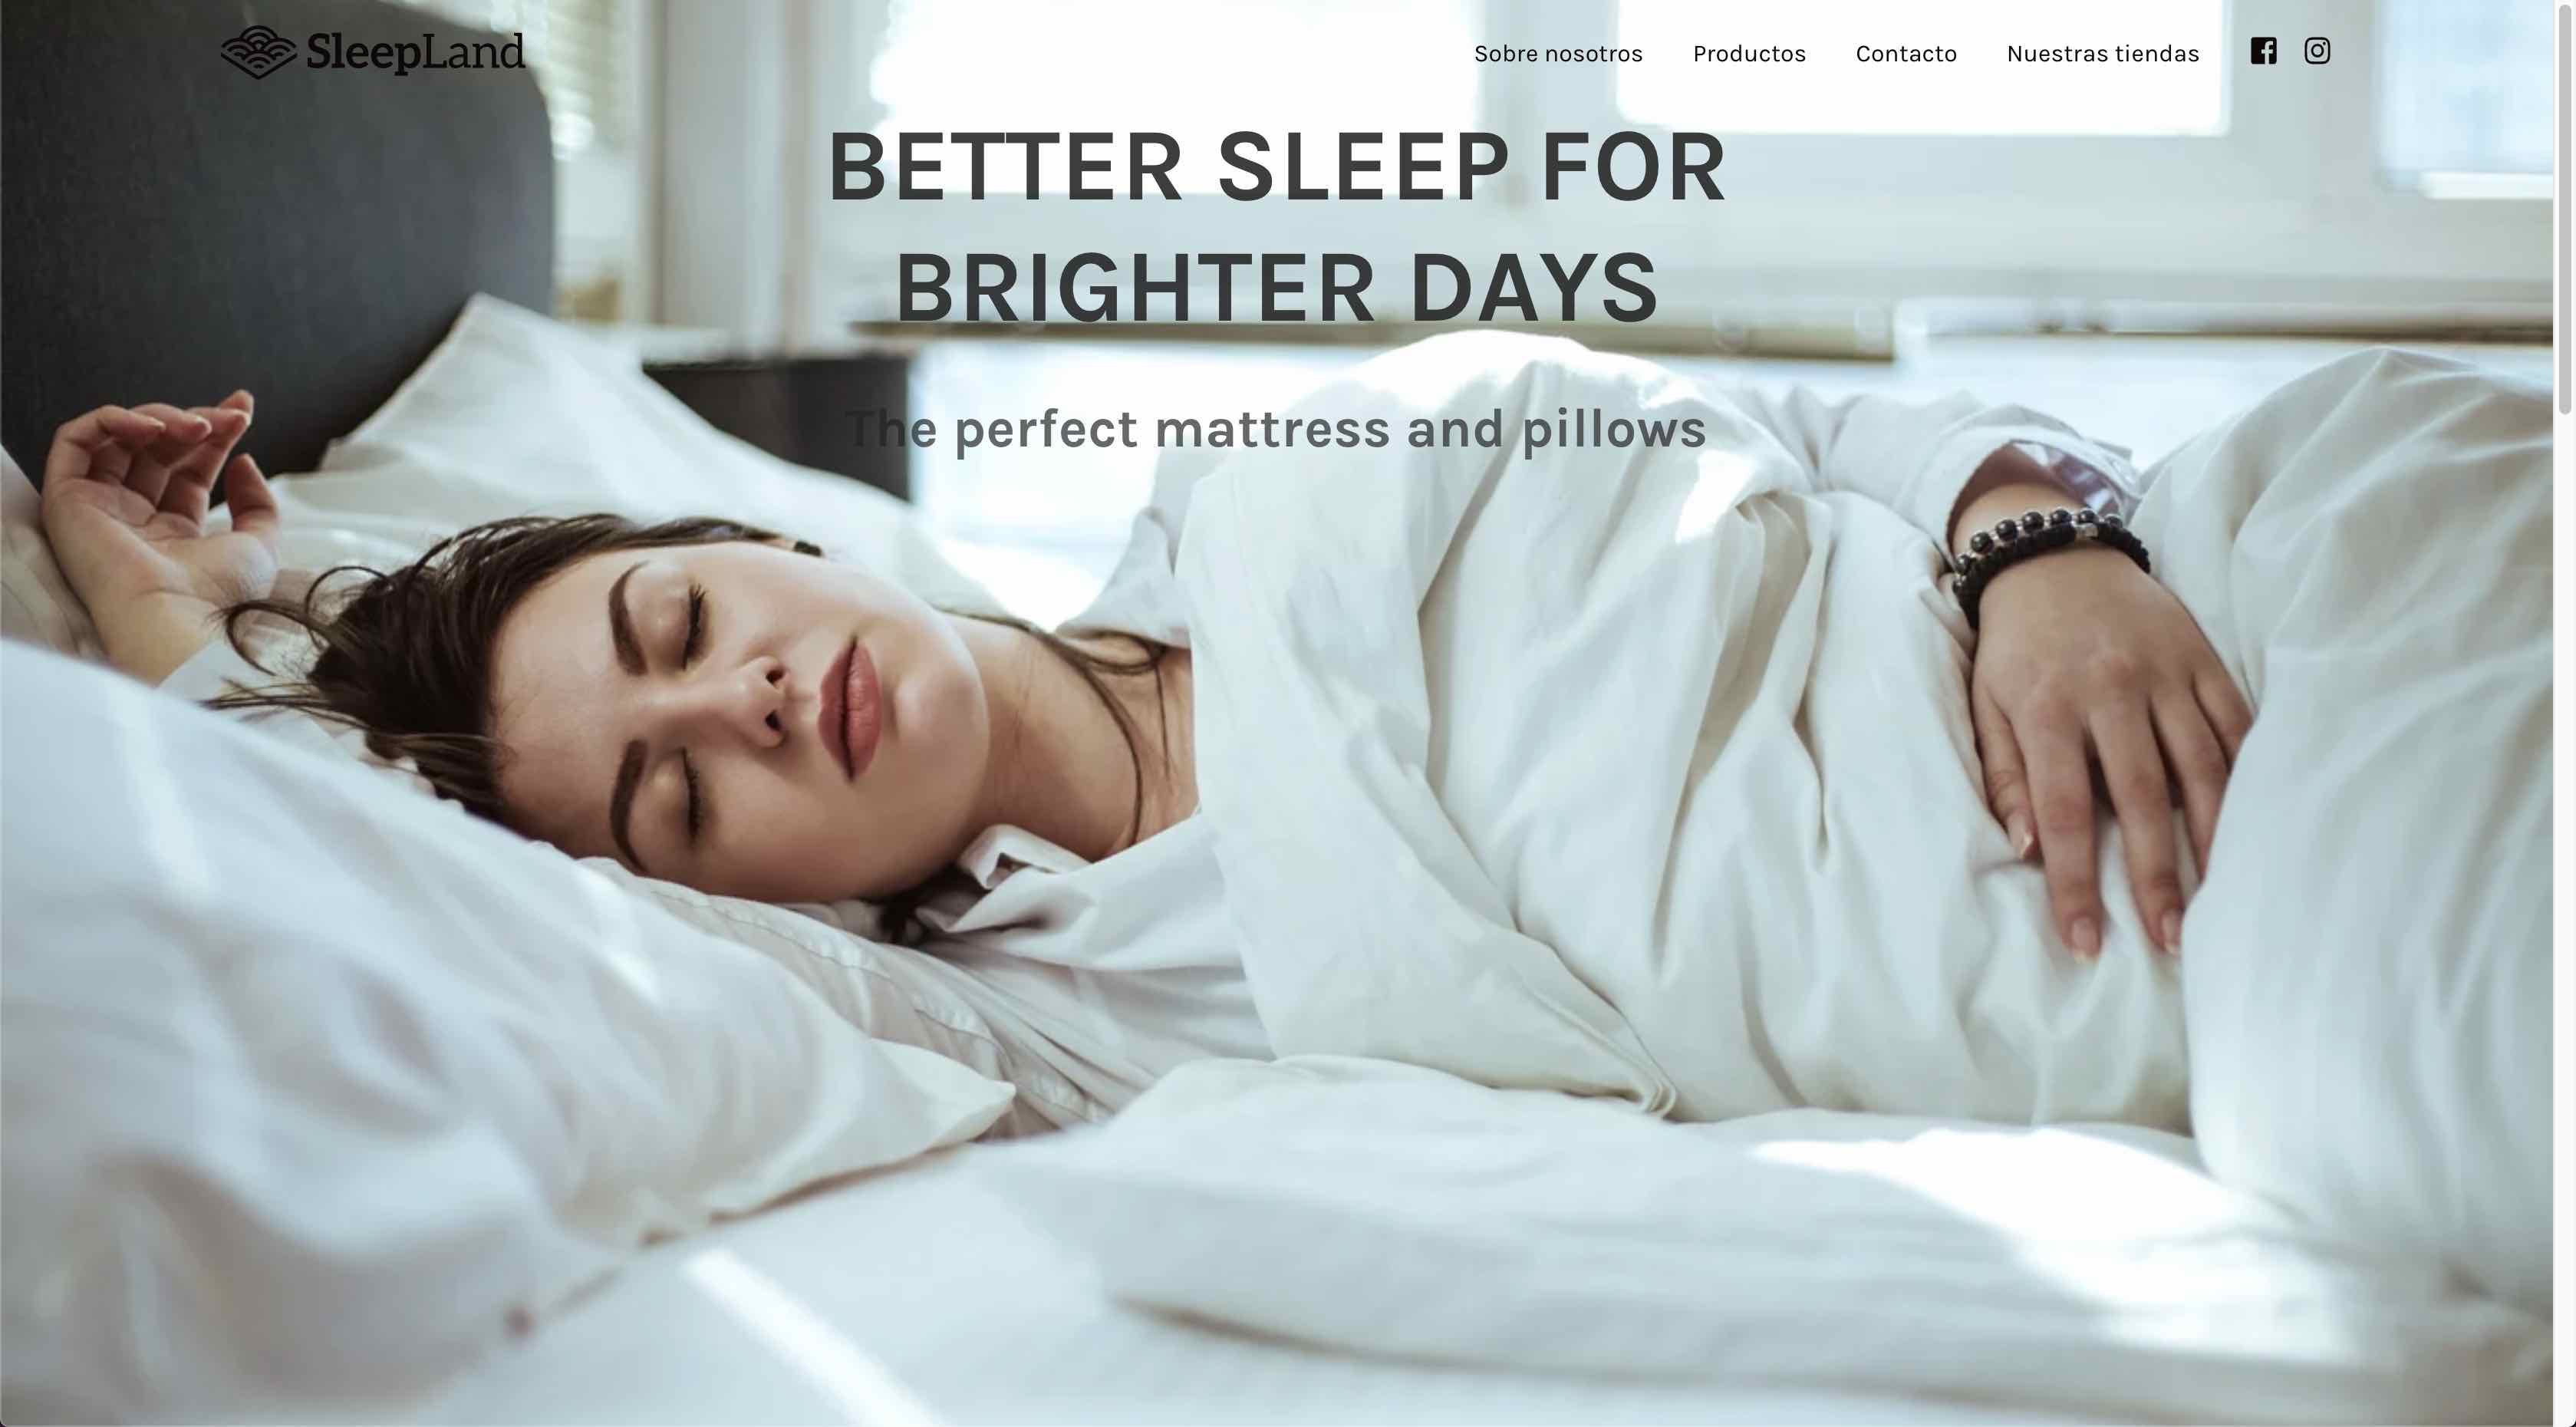 SleepLand
Sobre nosotros Productos Contacto Nuestras tiendas
BETTER SLEEP FOR
BRIGHTER DAYS
The perfect mattress and pillows